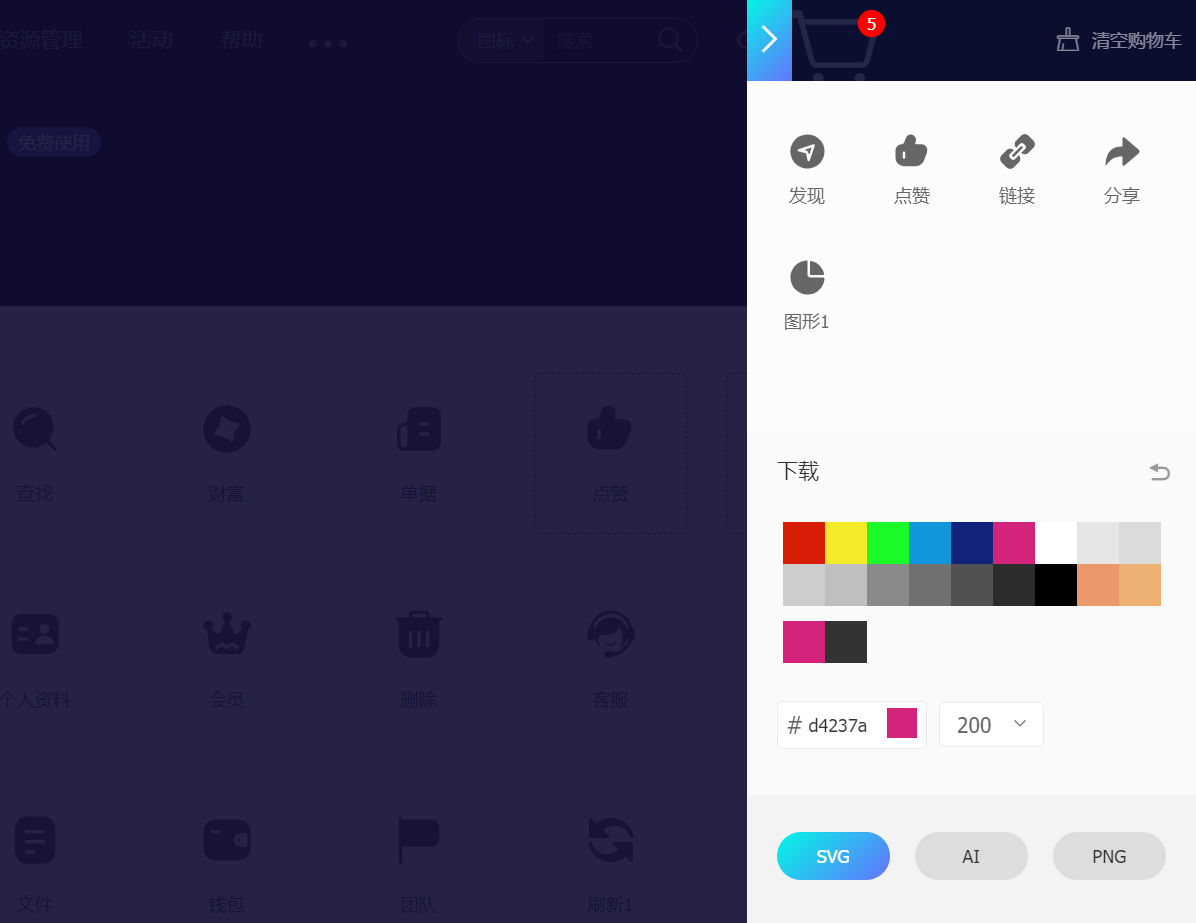 资源管理
活动
帮助
图标
搜索
5
清空购物车
免费使用
发现
点赞
链接
分享
图形1
下载
# d4237a
200
SVG
AI
PNG
查找
财富
单据
点赞
个人资料
会员
删除
客服
文件
钱包
团队
刷新1